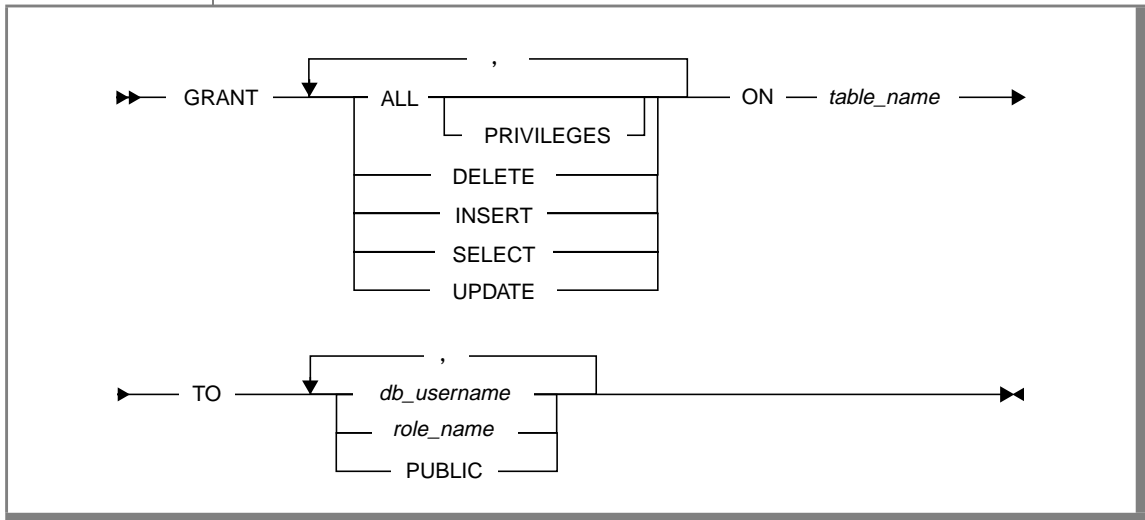 ,
GRANT ALL ON table_name
PRIVILEGES
DELETE
INSERT
SELECT
UPDATE
,
TO db_username
role_name
PUBLIC